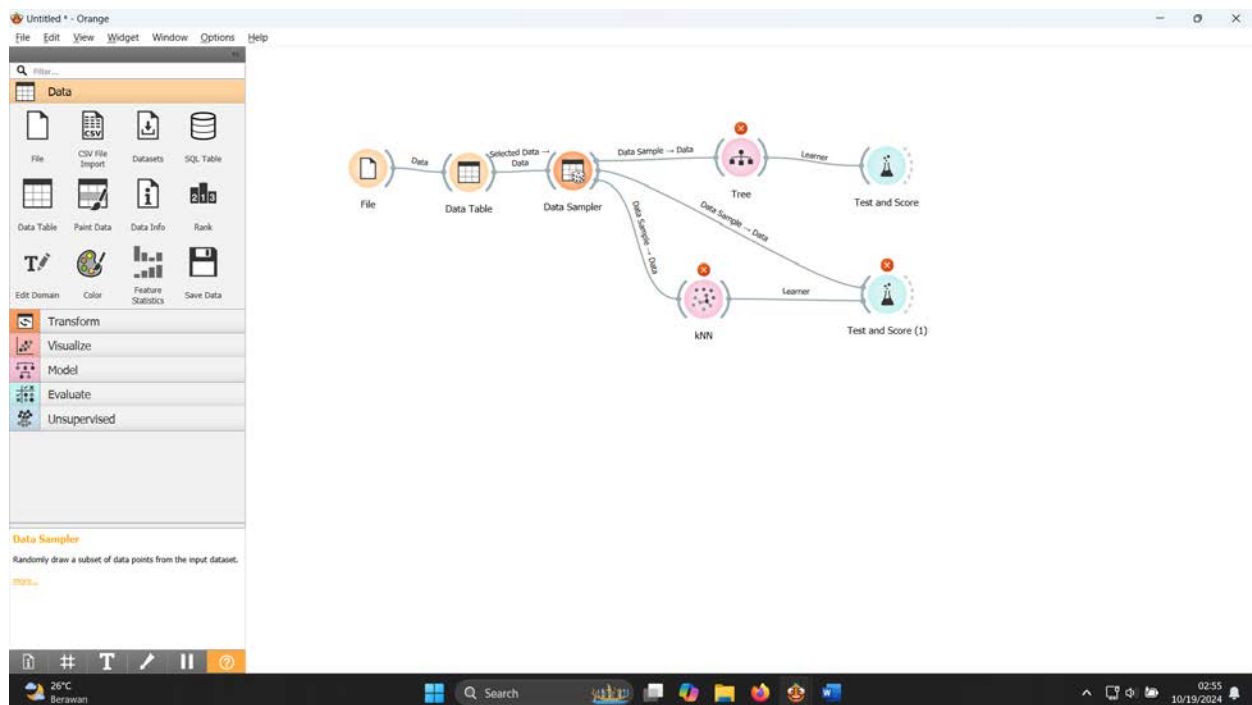 Untitled * - Orange
File Edit View Widget Window Options Help
Filter...
Data
File
CSV File Import
Datasets
SQL Table
Data Table
Paint Data
Data Info
Rank
Edit Domain
Color
Feature Statistics
Save Data
Transform
Visualize
Model
Evaluate
Unsupervised
Data Sampler
Randomly draw a subset of data points from the input dataset.
more...
File
Data
Data Table
Selected Data → Data
Data Sampler
Data Sample → Data
Tree
Learner
Test and Score
Data Sample → Data
Data Sample → Data
kNN
Learner
Test and Score (1)
26°C
Berawan
Search
02:55
10/19/2024